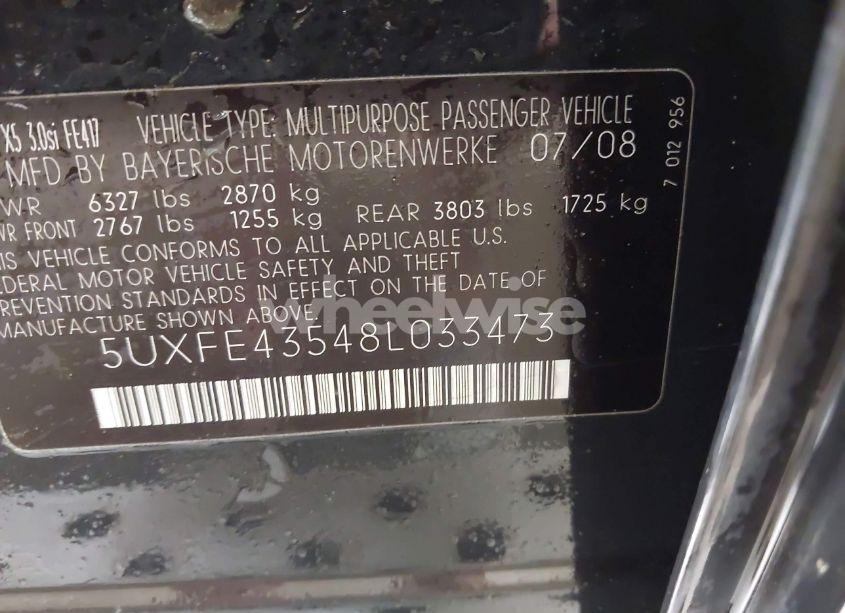 X5 3.0si FE417 VEHICLE TYPE: MULTIPURPOSE PASSENGER VEHICLE
MFD BY BAYERISCHE MOTORENWERKE 07/08
WR 6327 lbs 2870 kg
WR FRONT 2767 lbs 1255 kg REAR 3803 lbs 1725 kg
IS VEHICLE CONFORMS TO ALL APPLICABLE U.S.
EDERAL MOTOR VEHICLE SAFETY AND THEFT
REVENTION STANDARDS IN EFFECT ON THE DATE OF
MANUFACTURE SHOWN ABOVE.
5UXFE43548L033473
7 012 956
wheelwise